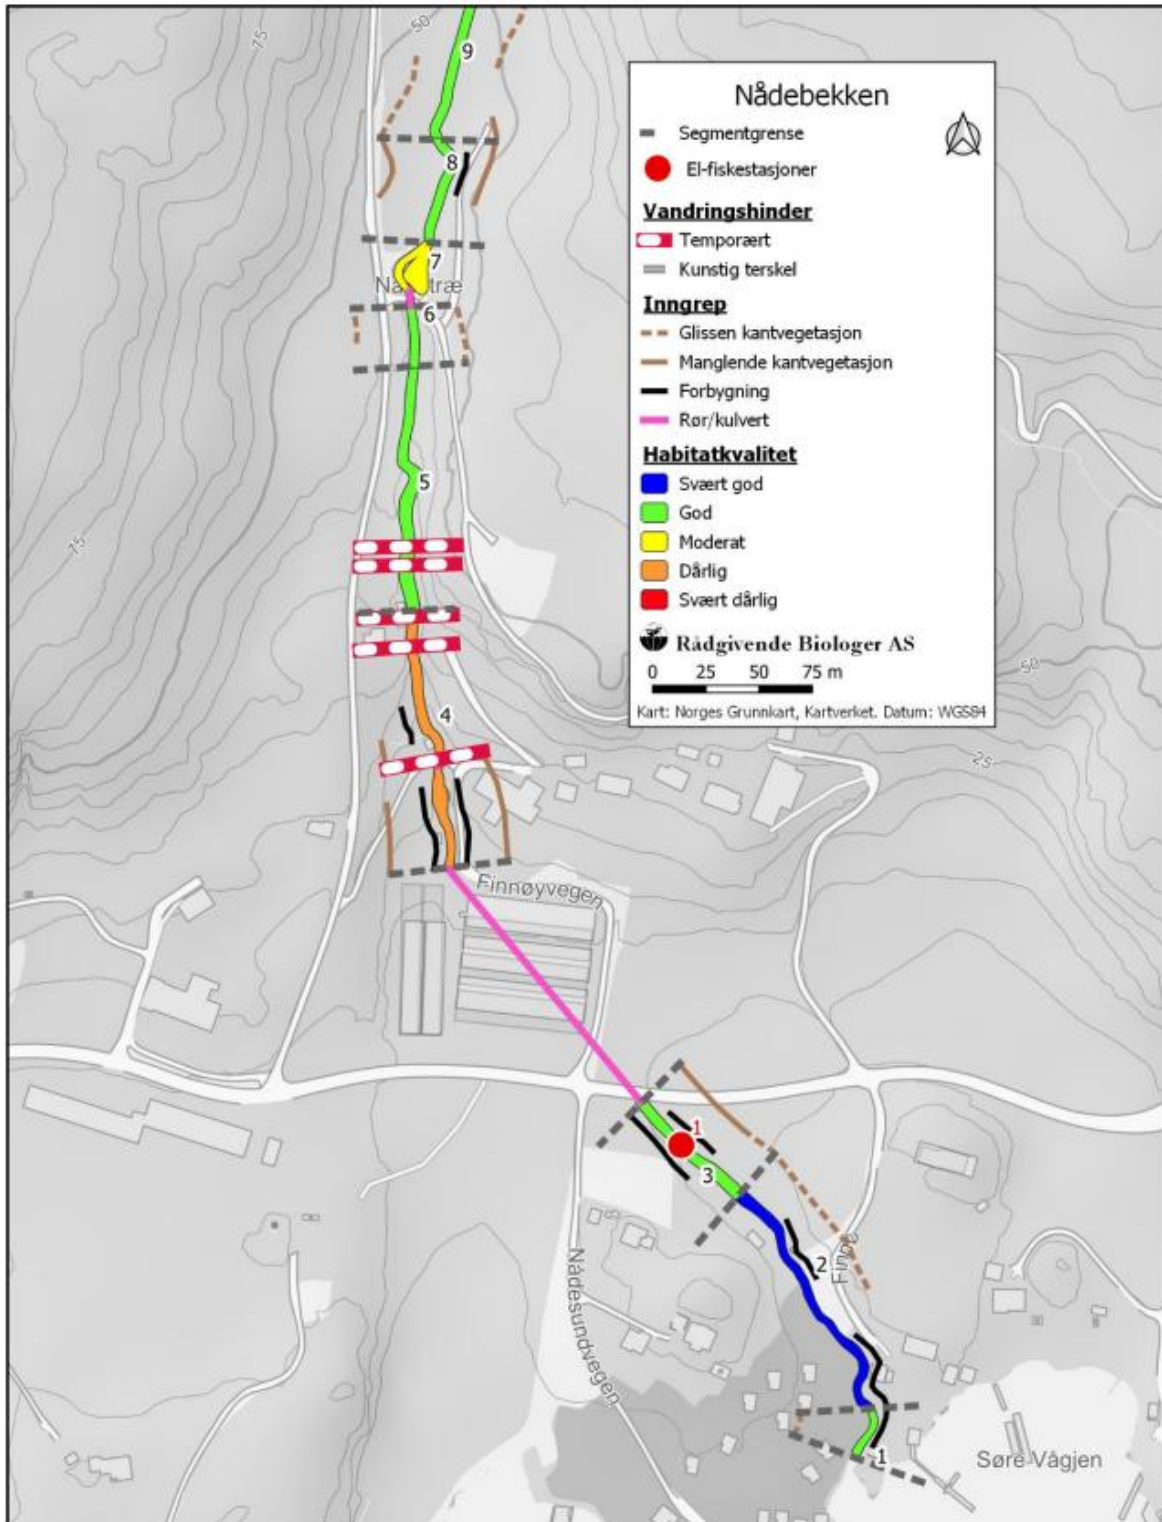 50
75
9
8
7
6
5
75
4
Finnøyvegen
50
25
1
3
2
Nådesundvegen
1
Søre Vågjen
Nådebekken
Segmentgrense
El-fiskestasjoner
Vandringshinder
Temporært
Kunstig terskel
Inngrep
Glissen kantvegetasjon
Manglende kantvegetasjon
Forbygning
Rør/kulvert
Habitatkvalitet
Svært god
God
Moderat
Dårlig
Svært dårlig
Rådgivende Biologer AS
0 25 50 75 m
Kart: Norges Grunnkart, Kartverket. Datum: WGS84